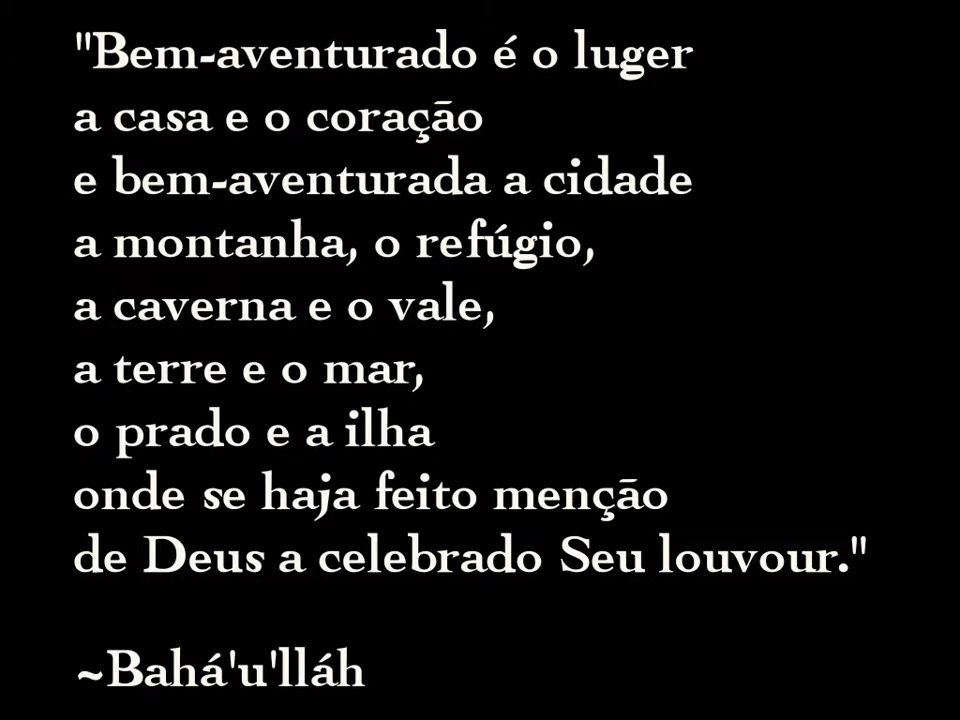 "Bem-aventurado é o luger
a casa e o coração
e bem-aventurada a cidade
a montanha, o refúgio,
a caverna e o vale,
a terre e o mar,
o prado e a ilha
onde se haja feito menção
de Deus a celebrado Seu louvour."
~Bahá'u'lláh